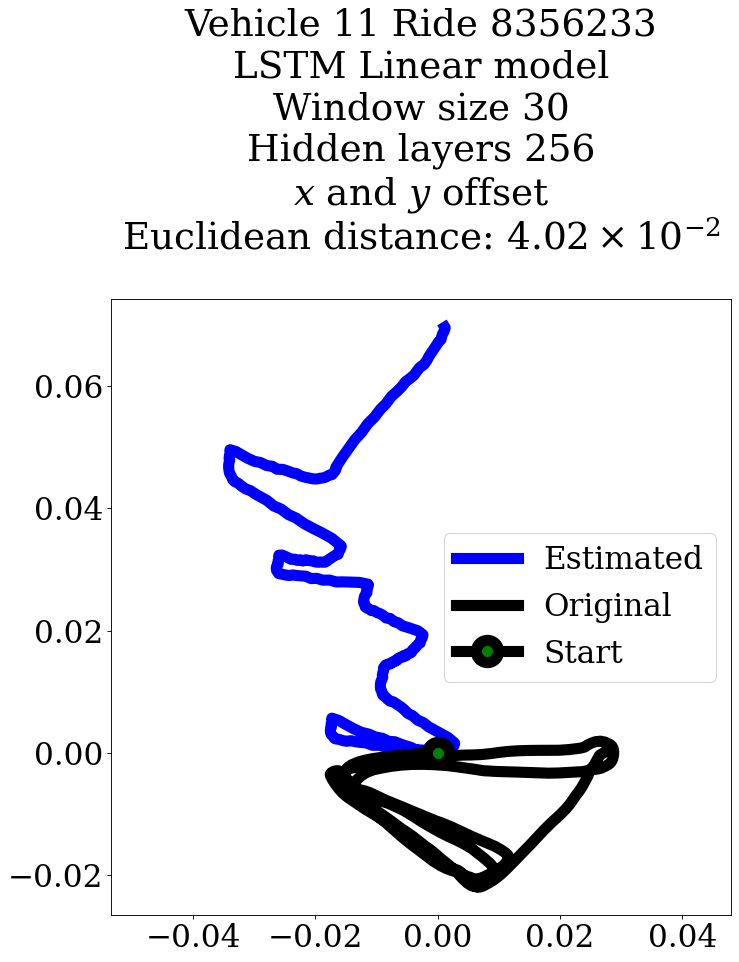 Vehicle 11 Ride 8356233
LSTM Linear model
Window size 30
Hidden layers 256
x and y offset
Euclidean distance: 4.02 × 10⁻²
0.06
0.04
0.02
0.00
−0.02
Estimated
Original
Start
−0.04 −0.02 0.00 0.02 0.04